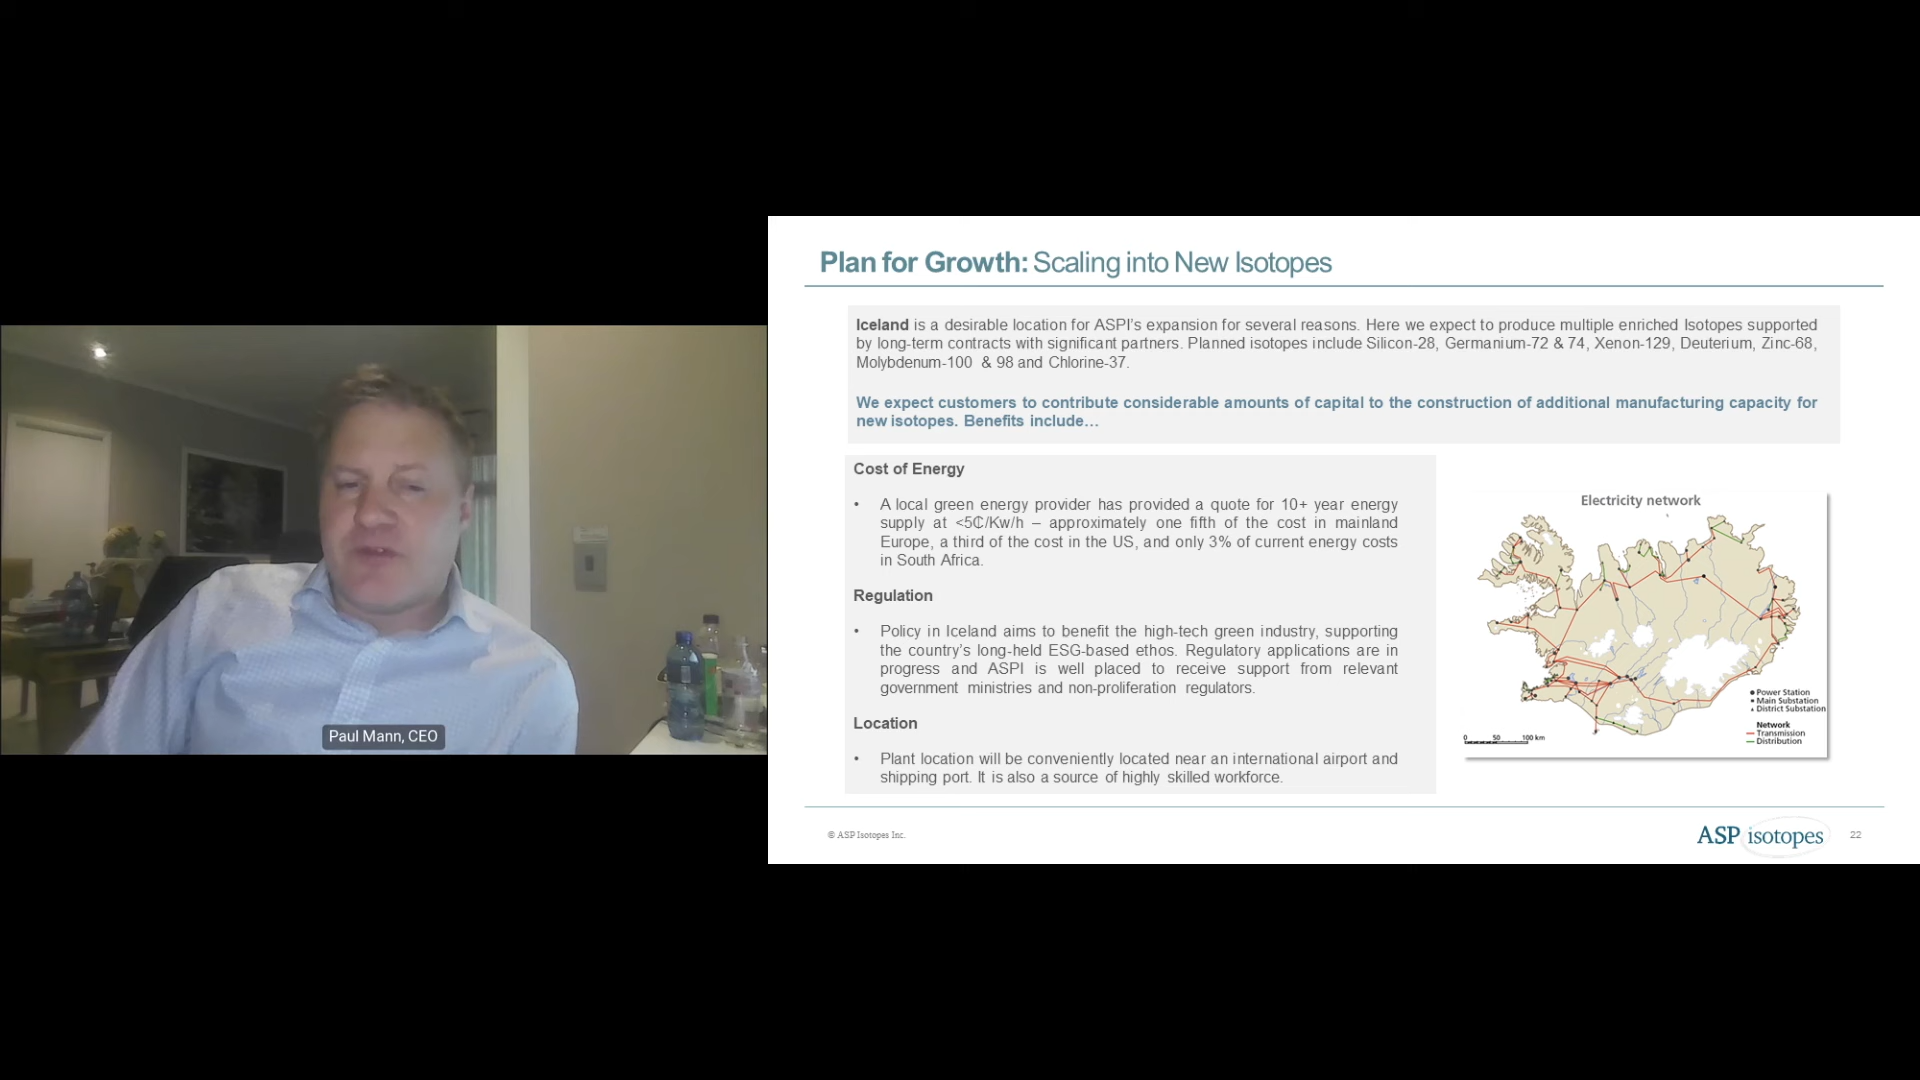 Plan for Growth: Scaling into New Isotopes
Iceland is a desirable location for ASPI's expansion for several reasons. Here we expect to produce multiple enriched Isotopes supported
by long-term contracts with significant partners. Planned isotopes include Silicon-28, Germanium-72 & 74, Xenon-129, Deuterium, Zinc-68,
Molybdenum-100 & 98 and Chlorine-37.
We expect customers to contribute considerable amounts of capital to the construction of additional manufacturing capacity for
new isotopes. Benefits include…
Cost of Energy
• A local green energy provider has provided a quote for 10+ year energy
supply at <5₵/Kw/h – approximately one fifth of the cost in mainland
Europe, a third of the cost in the US, and only 3% of current energy costs
in South Africa.
Regulation
• Policy in Iceland aims to benefit the high-tech green industry, supporting
the country's long-held ESG-based ethos. Regulatory applications are in
progress and ASPI is well placed to receive support from relevant
government ministries and non-proliferation regulators.
Location
• Plant location will be conveniently located near an international airport and
shipping port. It is also a source of highly skilled workforce.
Electricity network
Power Station
Main Substation
District Substation
Network
Transmission
Distribution
0 50 100 km
Paul Mann, CEO
© ASP Isotopes Inc.
ASP isotopes
22